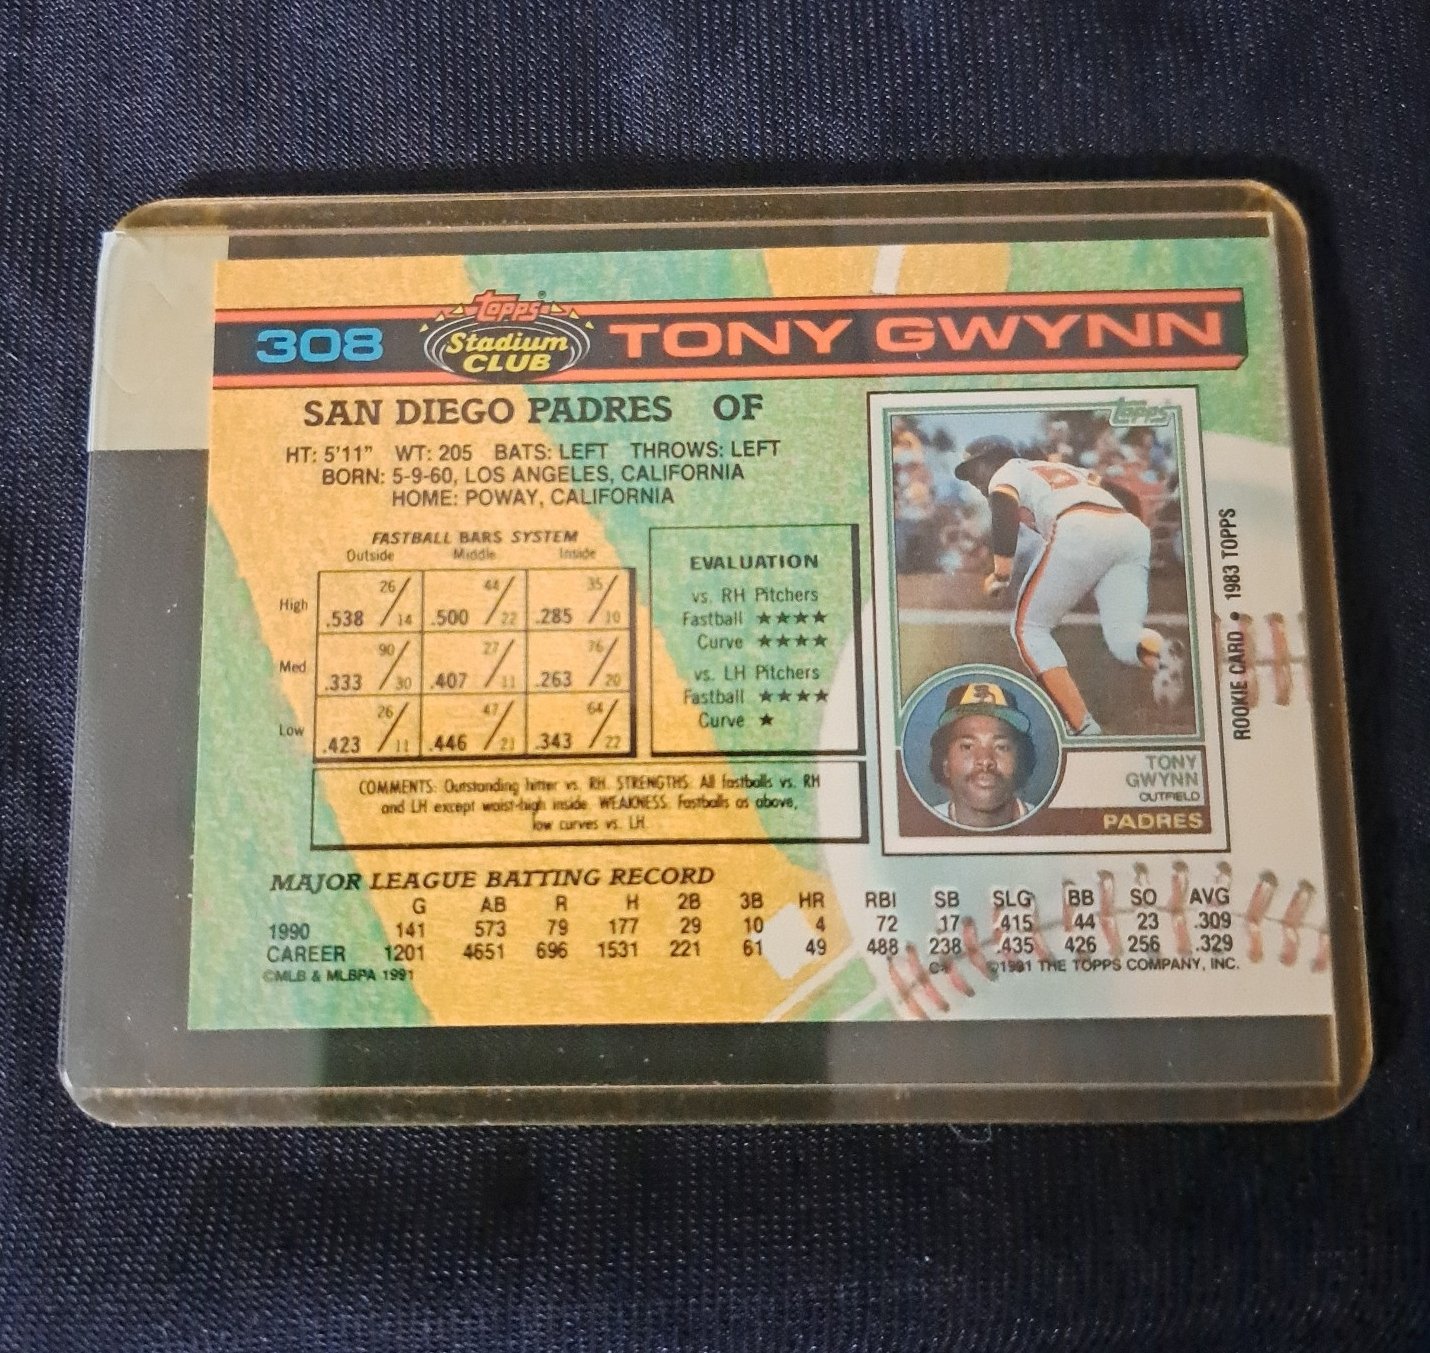 308 Topps Stadium CLUB ® TONY GWYNN
SAN DIEGO PADRES OF
HT: 5'11" WT: 205 BATS: LEFT THROWS: LEFT
BORN: 5-9-60, LOS ANGELES, CALIFORNIA
HOME: POWAY, CALIFORNIA
FASTBALL BARS SYSTEM
Outside Middle Inside
High .538 26/14 .500 44/22 .285 35/10
Med .333 90/30 .407 27/11 .263 76/20
Low .423 26/11 .446 47/21 .343 64/22
EVALUATION
vs. RH Pitchers
Fastball ★★★★
Curve ★★★★
vs. LH Pitchers
Fastball ★★★★
Curve ★
COMMENTS: Outstanding hitter vs. RH. STRENGTHS: All fastballs vs. RH
and LH except waist-high inside. WEAKNESS: Fastballs as above,
low curves vs. LH.
Topps
TONY
GWYNN
OUTFIELD
PADRES
ROOKIE CARD • 1983 TOPPS
MAJOR LEAGUE BATTING RECORD
G AB R H 2B 3B HR RBI SB SLG BB SO AVG
1990 141 573 79 177 29 10 4 72 17 .415 44 23 .309
CAREER 1201 4651 696 1531 221 61 49 488 238 .435 426 256 .329
©MLB & MLBPA 1991 C* ©1991 THE TOPPS COMPANY, INC.